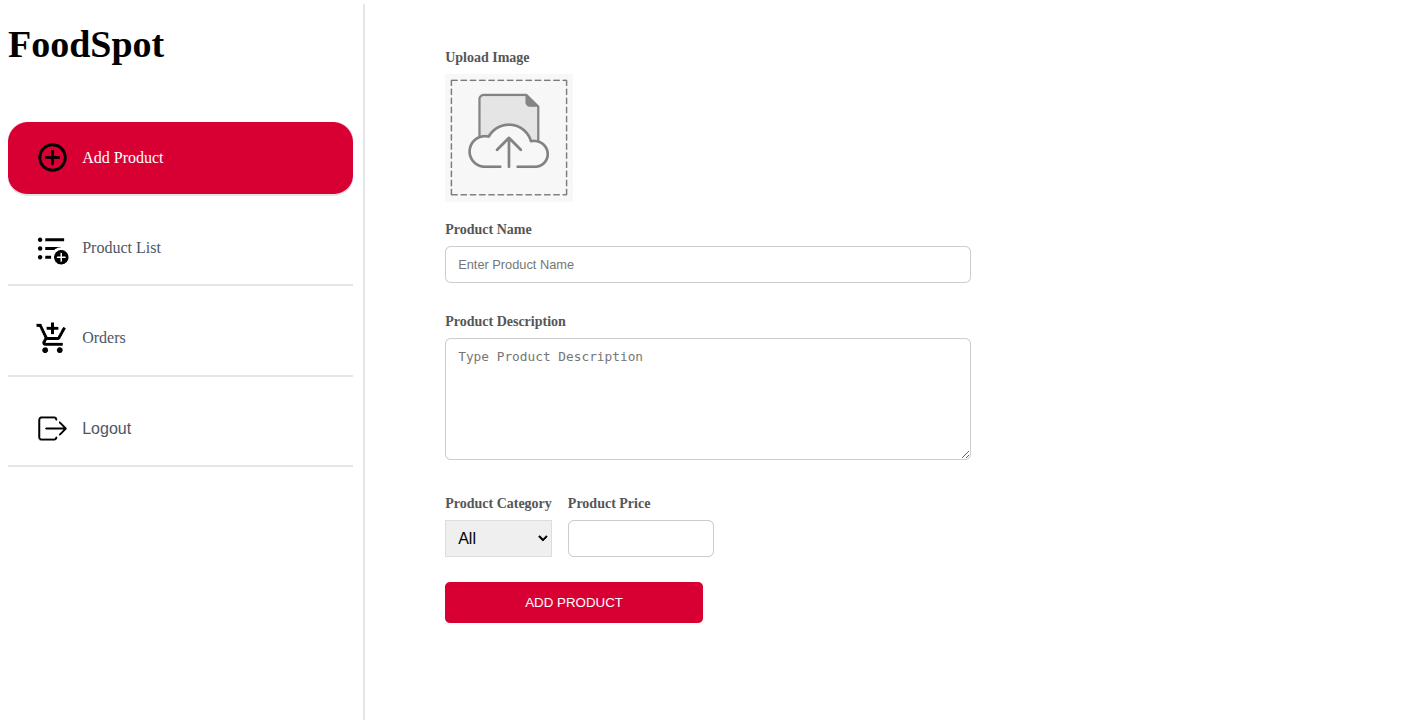 FoodSpot
Add Product
Product List
Orders
Logout
Upload Image
Product Name
Enter Product Name
Product Description
Type Product Description
Product Category Product Price
All
ADD PRODUCT